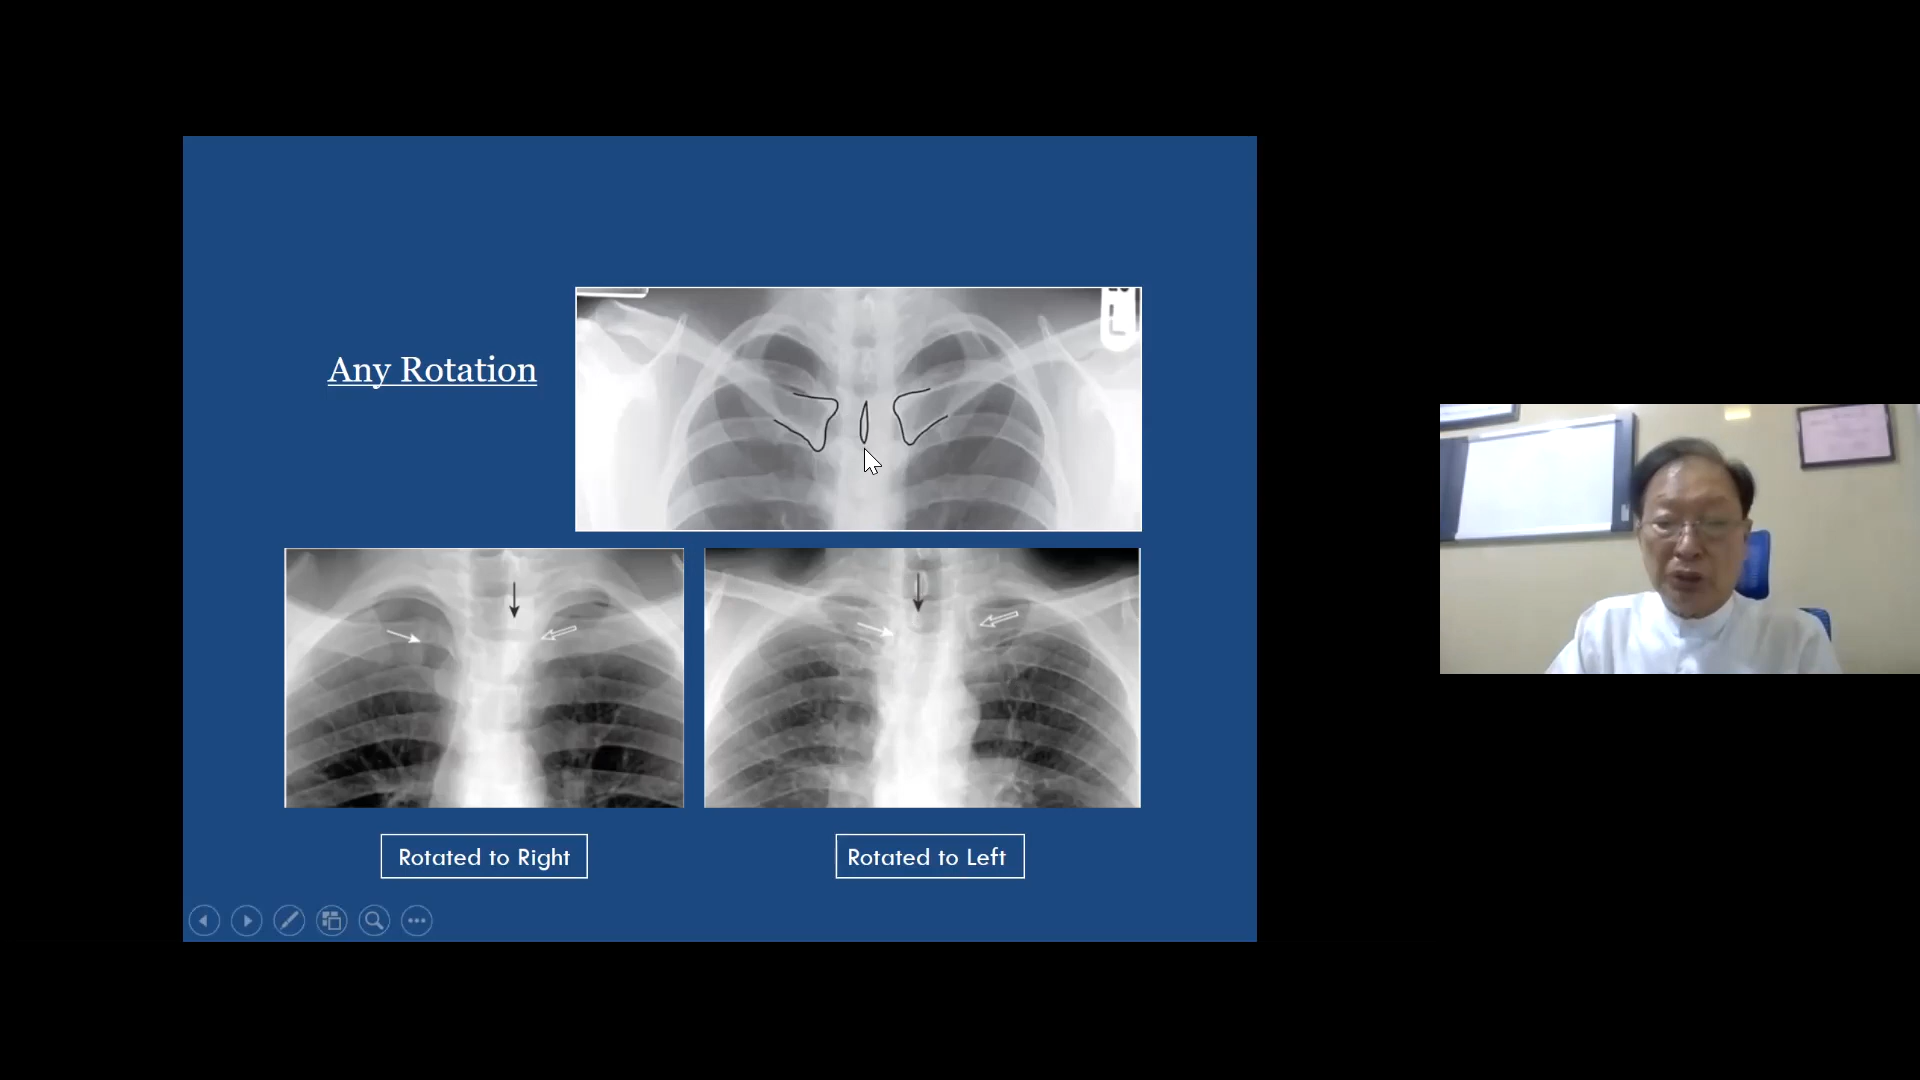 L
Any Rotation
Rotated to Right
Rotated to Left